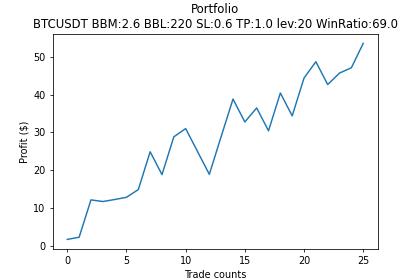 Portfolio
BTCUSDT BBM:2.6 BBL:220 SL:0.6 TP:1.0 lev:20 WinRatio:69.0
50
40
30
20
10
0
Profit ($)
0 5 10 15 20 25
Trade counts